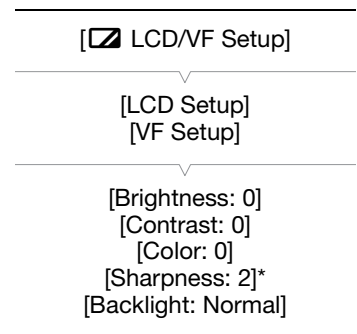 [LCD/VF Setup]
[LCD Setup]
[VF Setup]
[Brightness: 0]
[Contrast: 0]
[Color: 0]
[Sharpness: 2]*
[Backlight: Normal]